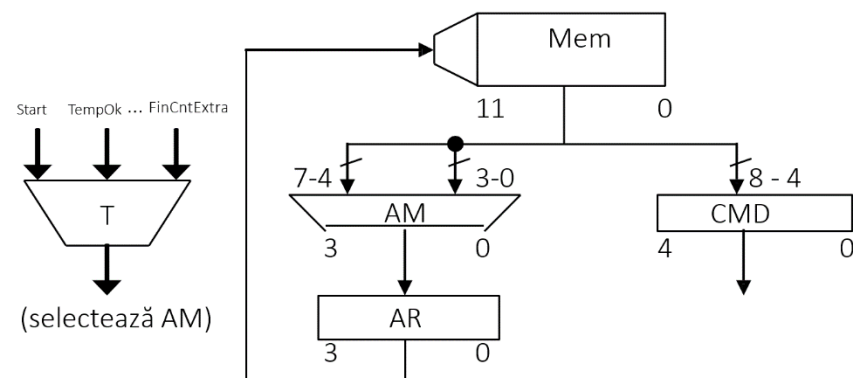 Mem
11 0
Start TempOk ... FinCntExtra
7-4 3-0 8 - 4
T AM CMD
3 0 4 0
(selectează AM)
AR
3 0